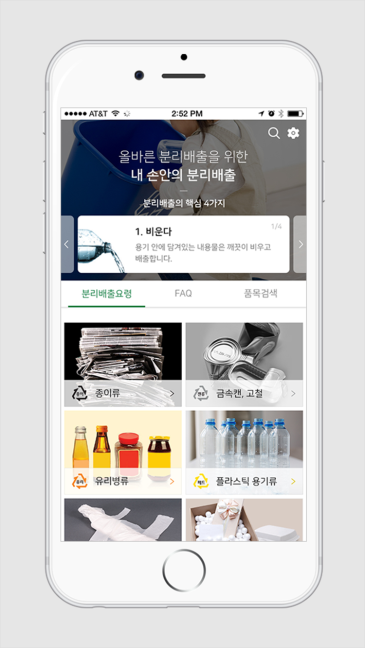 AT&T
2:52 PM
올바른 분리배출을 위한
내 손안의 분리배출
분리배출의 핵심 4가지
1. 비운다
1/4
용기 안에 담겨있는 내용물은 깨끗이 비우고
배출합니다.
분리배출요령
FAQ
품목검색
종이류
금속캔, 고철
유리병류
플라스틱 용기류